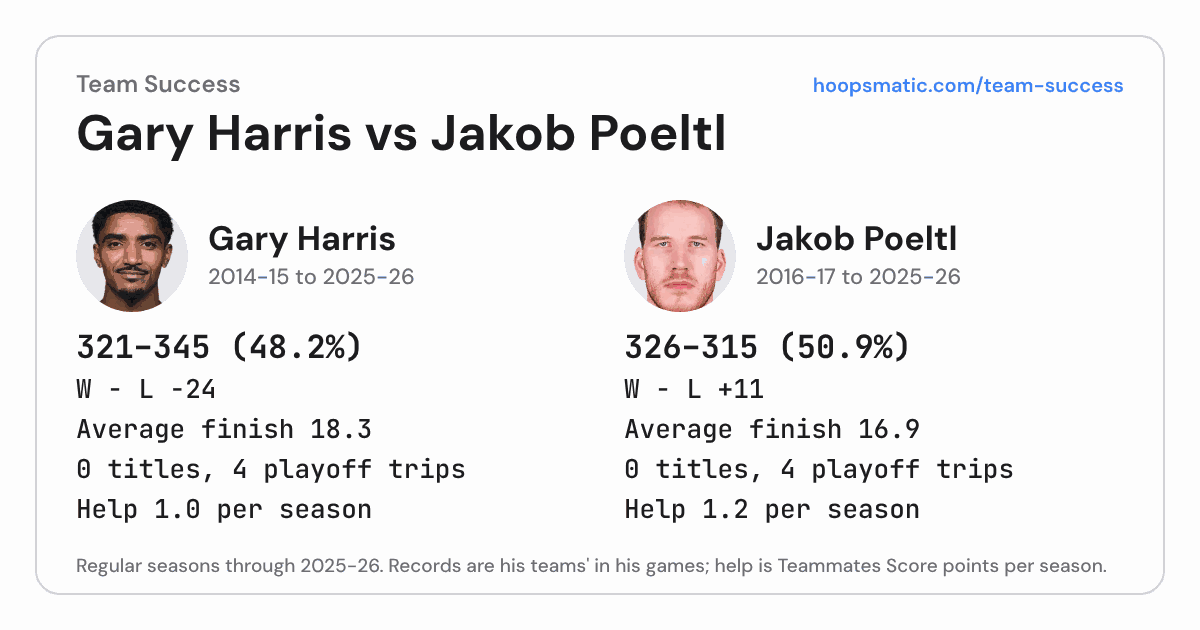 Team Success
hoopsmatic.com/team-success
Gary Harris vs Jakob Poeltl
Gary Harris
2014-15 to 2025-26
321-345 (48.2%)
W - L -24
Average finish 18.3
0 titles, 4 playoff trips
Help 1.0 per season
Jakob Poeltl
2016-17 to 2025-26
326-315 (50.9%)
W - L +11
Average finish 16.9
0 titles, 4 playoff trips
Help 1.2 per season
Regular seasons through 2025-26. Records are his teams' in his games; help is Teammates Score points per season.